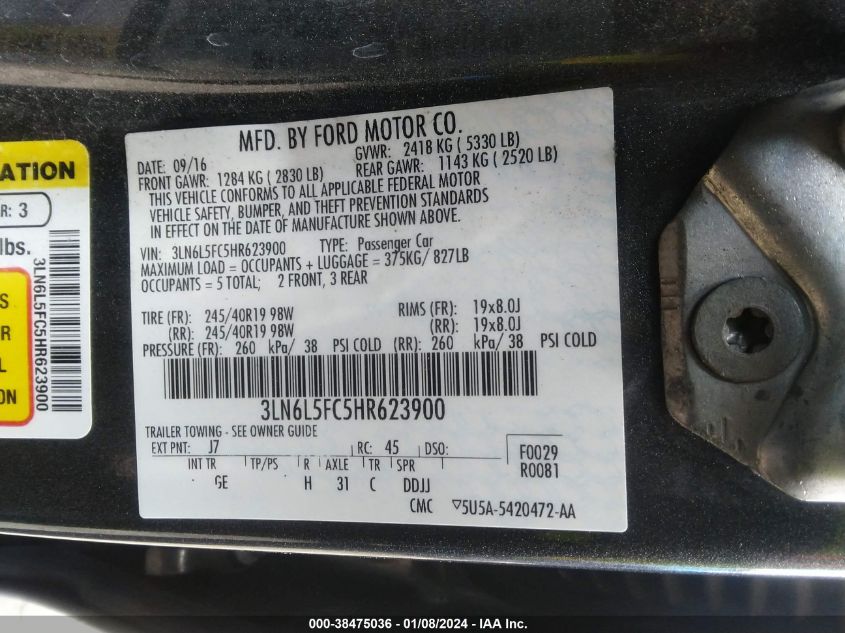 MFD. BY FORD MOTOR CO.
DATE: 09/16 GVWR: 2418 KG ( 5330 LB)
FRONT GAWR: 1284 KG ( 2830 LB) REAR GAWR: 1143 KG ( 2520 LB)
THIS VEHICLE CONFORMS TO ALL APPLICABLE FEDERAL MOTOR
VEHICLE SAFETY, BUMPER, AND THEFT PREVENTION STANDARDS
IN EFFECT ON THE DATE OF MANUFACTURE SHOWN ABOVE.
VIN: 3LN6L5FC5HR623900 TYPE: Passenger Car
MAXIMUM LOAD = OCCUPANTS + LUGGAGE = 375KG/ 827LB
OCCUPANTS = 5 TOTAL; 2 FRONT, 3 REAR
TIRE (FR): 245/40R19 98W RIMS (FR): 19x8.0J
(RR): 245/40R19 98W (RR): 19x8.0J
PRESSURE (FR): 260 kPa/ 38 PSI COLD (RR): 260 kPa/ 38 PSI COLD
3LN6L5FC5HR623900
TRAILER TOWING - SEE OWNER GUIDE
EXT PNT: J7 RC: 45 DSO: F0029
INT TR TP/PS R AXLE TR SPR R0081
GE H 31 C DDJJ
CMC ▽5U5A-5420472-AA
ATION
R: 3
lbs.
S
R
L
S
3LN6L5FC5HR623900
000-38475036 - 01/08/2024 - IAA Inc.